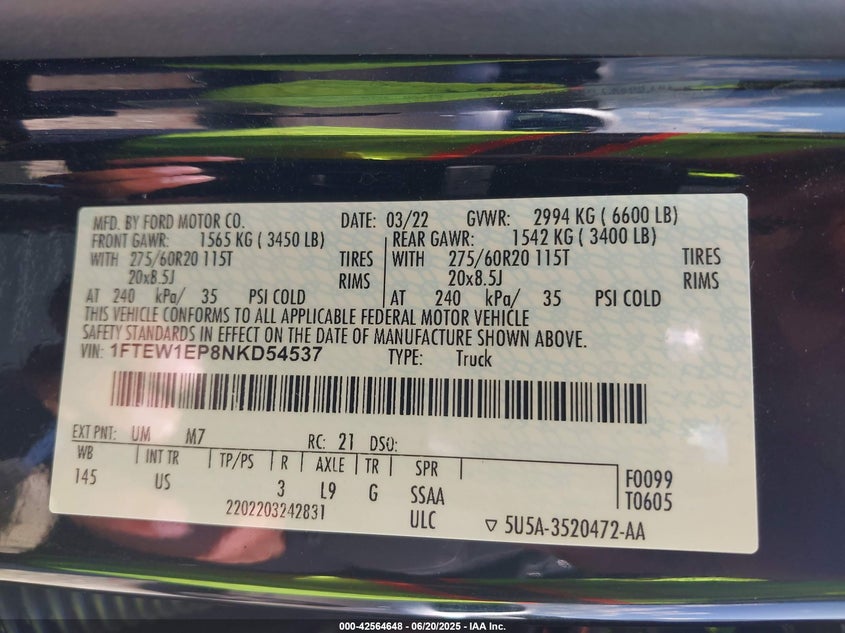 MFD. BY FORD MOTOR CO. DATE: 03/22 GVWR: 2994 KG ( 6600 LB)
FRONT GAWR: 1565 KG ( 3450 LB) REAR GAWR: 1542 KG ( 3400 LB)
WITH 275/60R20 115T TIRES WITH 275/60R20 115T TIRES
20x8.5J RIMS 20x8.5J RIMS
AT 240 kPa/ 35 PSI COLD AT 240 kPa/ 35 PSI COLD
THIS VEHICLE CONFORMS TO ALL APPLICABLE FEDERAL MOTOR VEHICLE
SAFETY STANDARDS IN EFFECT ON THE DATE OF MANUFACTURE SHOWN ABOVE.
VIN: 1FTEW1EP8NKD54537 TYPE: Truck
EXT PNT: UM M7 RC: 21 DSO:
WB INT TR TP/PS R AXLE TR SPR F0099
145 US 3 L9 G SSAA T0605
2202203242831 ULC ▽ 5U5A-3520472-AA
000-42564648 - 06/20/2025 - IAA Inc.